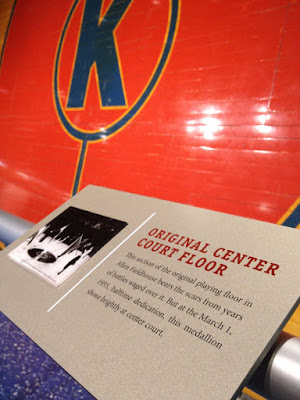 K
ORIGINAL CENTER
COURT FLOOR
This section of the original playing floor in
Allen Fieldhouse bears the scars from years
of battles waged over it. But at the March 1,
1955, halftime dedication, this medallion
shone brightly at center court.